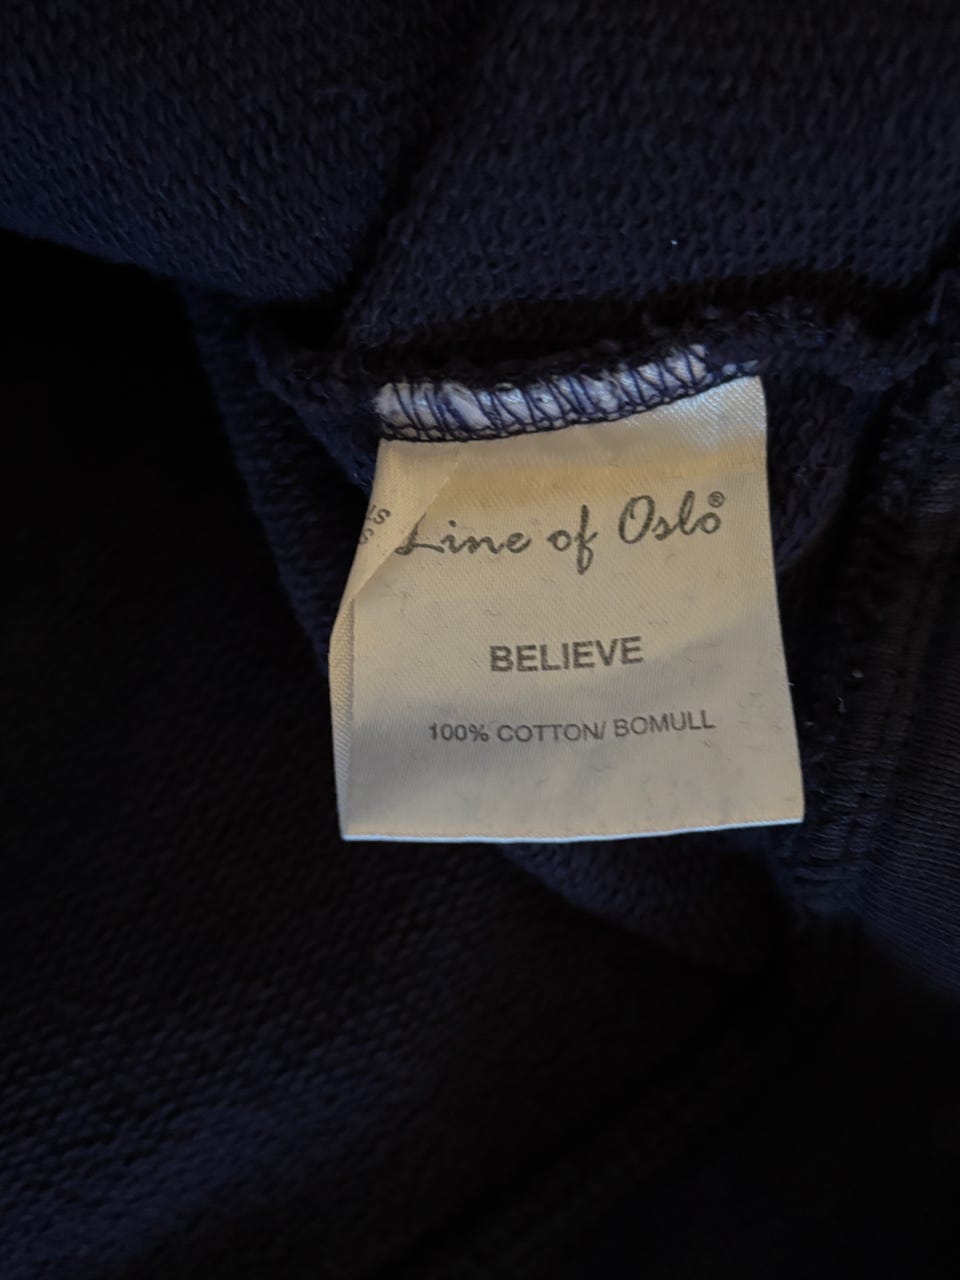 Line of Oslo®
BELIEVE
100% COTTON/ BOMULL